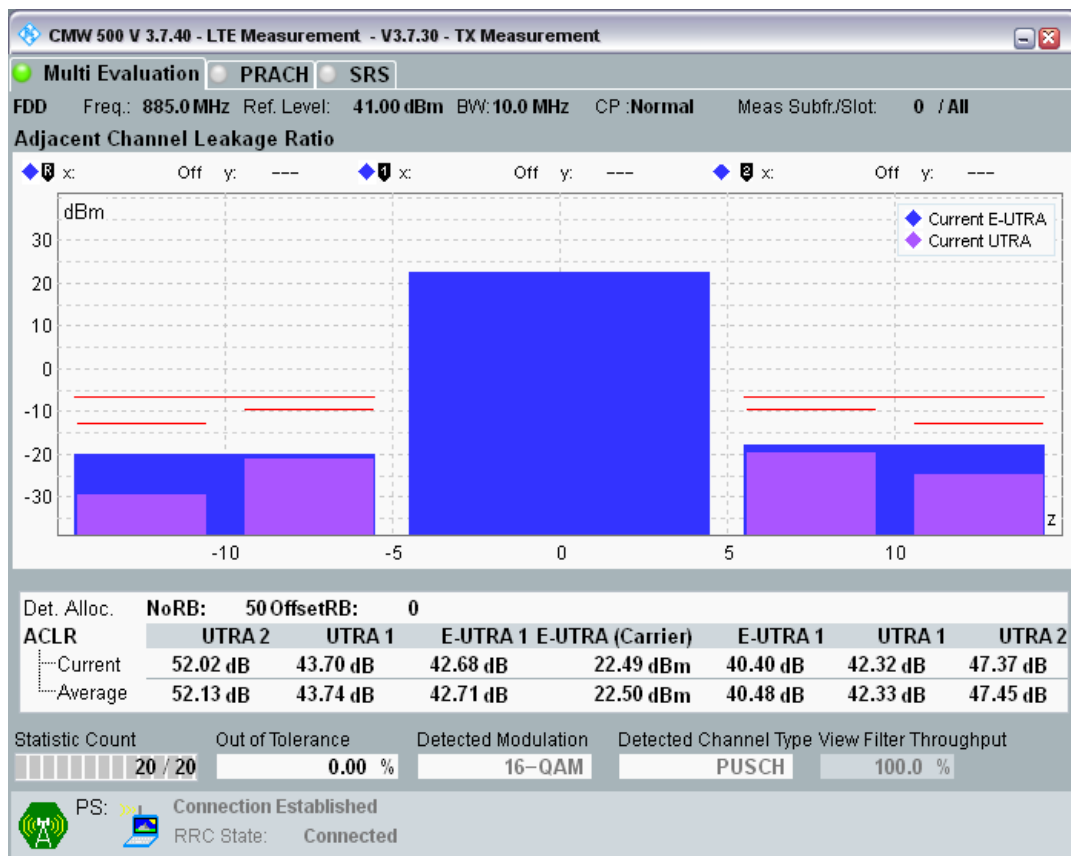 CMW 500 V 3.7.40 - LTE Measurement - V3.7.30 - TX Measurement
Multi Evaluation PRACH SRS
FDD Freq.: 885.0 MHz Ref. Level: 41.00 dBm BW: 10.0 MHz CP :Normal Meas Subfr./Slot: 0 / All
Adjacent Channel Leakage Ratio
R x: Off y: --- 1 x: Off y: --- 2 x: Off y: ---
dBm
Current E-UTRA
Current UTRA
30
20
10
0
-10
-20
-30
z
-10 -5 0 5 10
Det. Alloc. NoRB: 50 OffsetRB: 0
ACLR UTRA 2 UTRA 1 E-UTRA 1 E-UTRA (Carrier) E-UTRA 1 UTRA 1 UTRA 2
Current 52.02 dB 43.70 dB 42.68 dB 22.49 dBm 40.40 dB 42.32 dB 47.37 dB
Average 52.13 dB 43.74 dB 42.71 dB 22.50 dBm 40.48 dB 42.33 dB 47.45 dB
Statistic Count Out of Tolerance Detected Modulation Detected Channel Type View Filter Throughput
20 / 20 0.00 % 16-QAM PUSCH 100.0 %
PS: Connection Established
RRC State: Connected